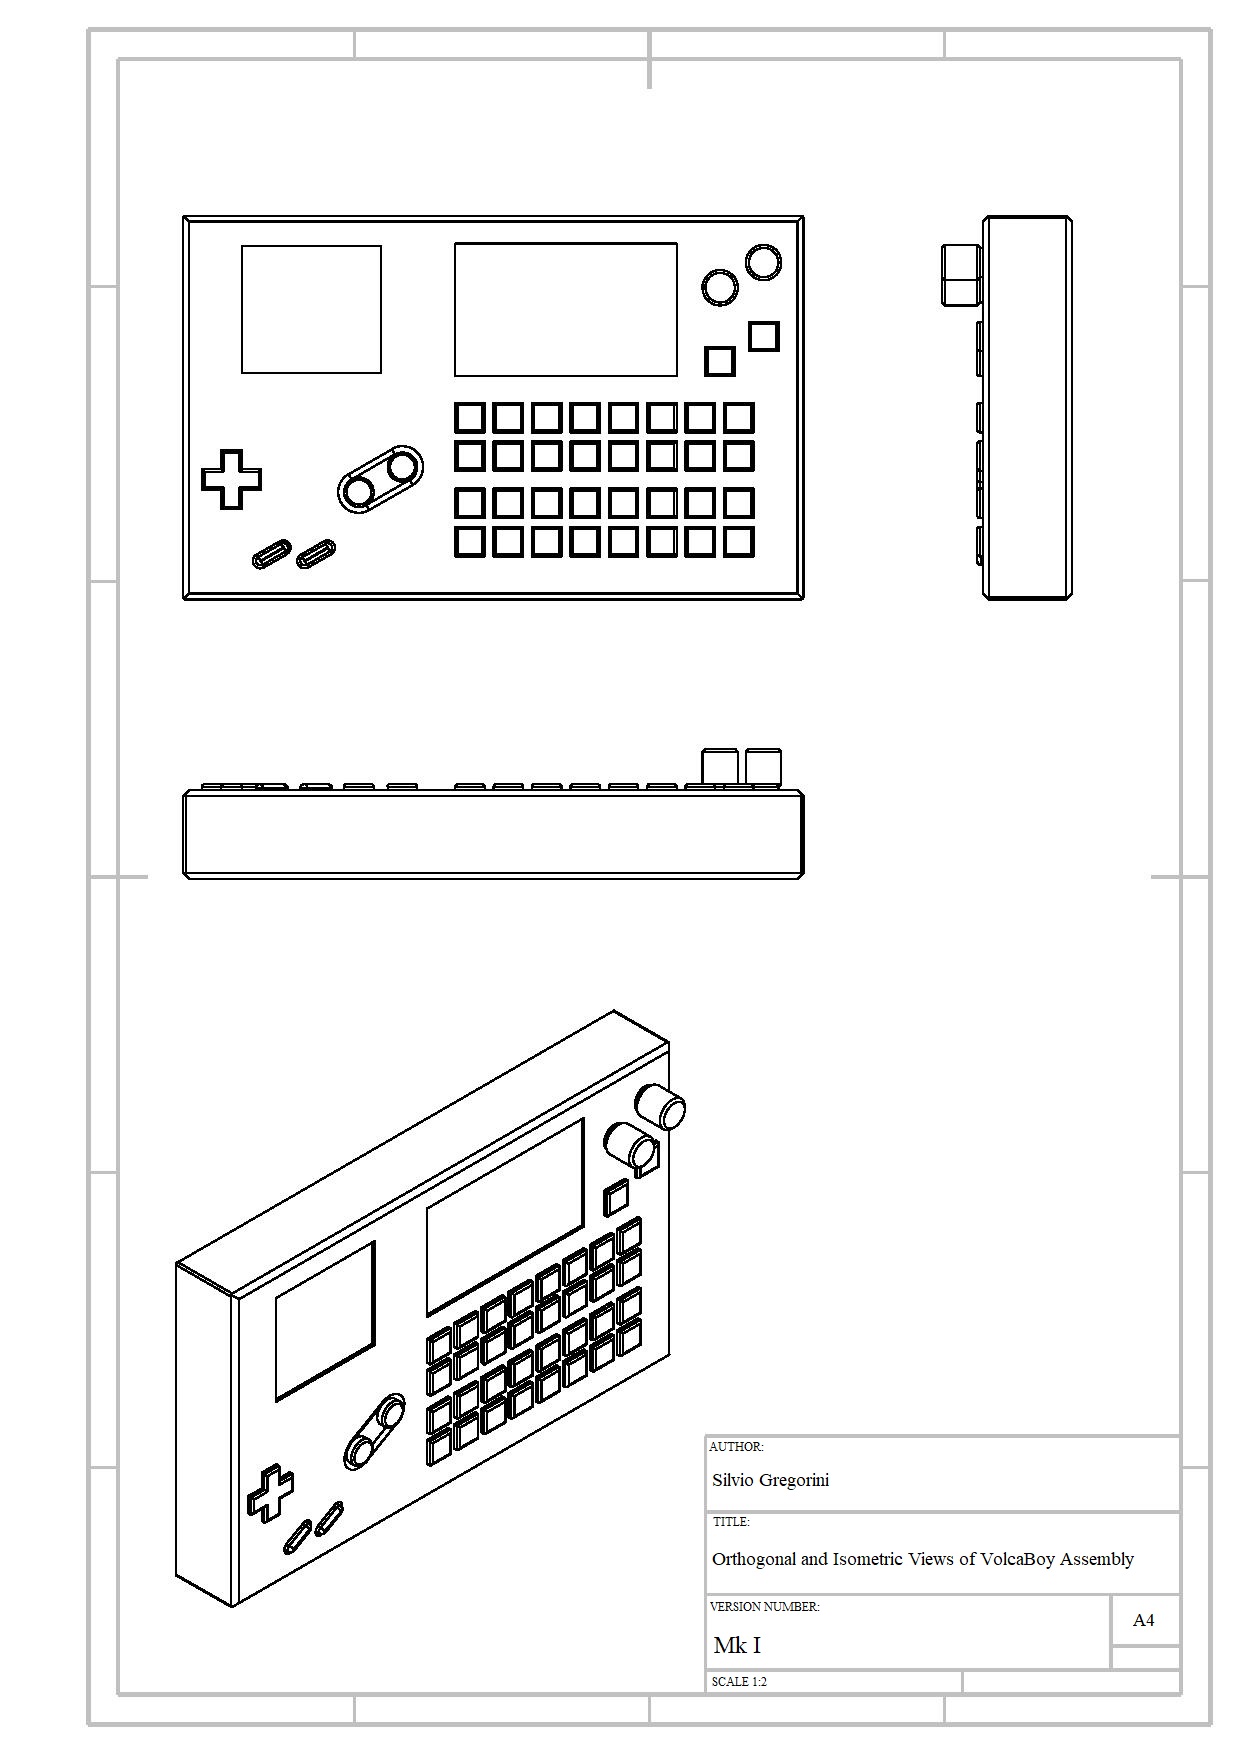 AUTHOR:
Silvio Gregorini
TITLE:
Orthogonal and Isometric Views of VolcaBoy Assembly
VERSION NUMBER:
Mk I
A4
SCALE 1:2